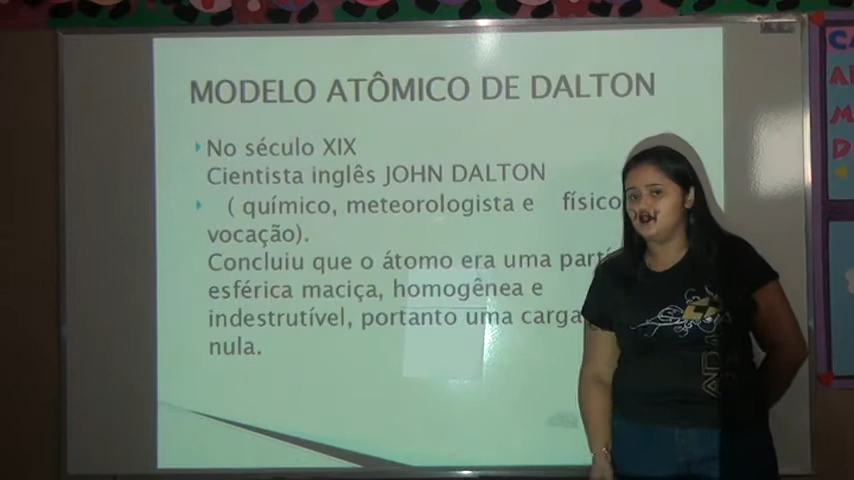 MODELO ATÔMICO DE DALTON
No século XIX
Cientista inglês JOHN DALTON
( químico, meteorologista e físico
vocação).
Concluiu que o átomo era uma
esférica maciça, homogênea e
indestrutível, portanto uma carga
nula.